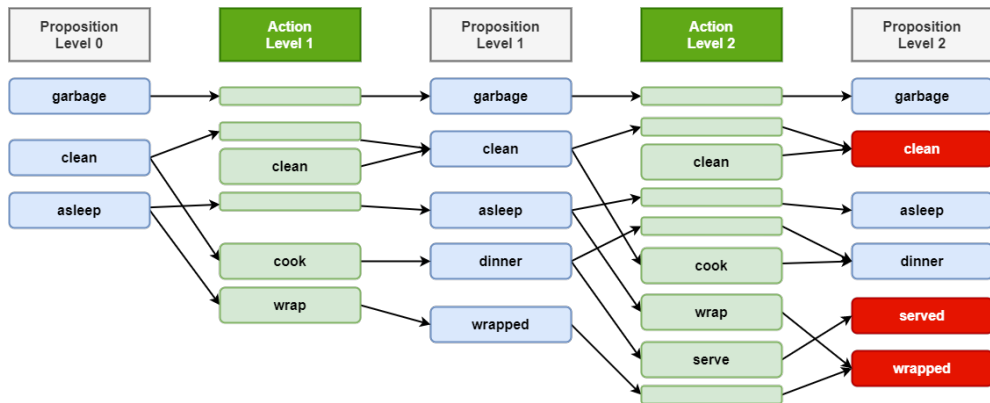 Proposition
Level 0
Action
Level 1
Proposition
Level 1
Action
Level 2
Proposition
Level 2
garbage
clean
asleep
clean
cook
wrap
garbage
clean
asleep
dinner
wrapped
clean
cook
wrap
serve
garbage
clean
asleep
dinner
served
wrapped